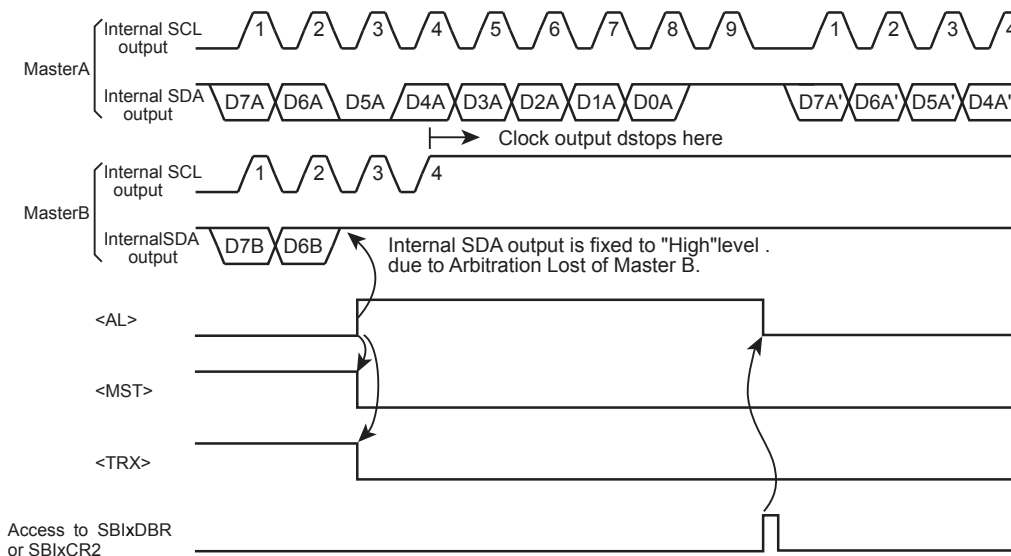 MasterA
Internal SCL
output
1 2 3 4 5 6 7 8 9 1 2 3 4
Internal SDA
output
D7A D6A D5A D4A D3A D2A D1A D0A D7A' D6A' D5A' D4A'
Clock output dstops here
MasterB
Internal SCL
output
1 2 3 4
InternalSDA
output
D7B D6B
Internal SDA output is fixed to "High"level .
due to Arbitration Lost of Master B.
<AL>
<MST>
<TRX>
Access to SBIxDBR
or SBIxCR2